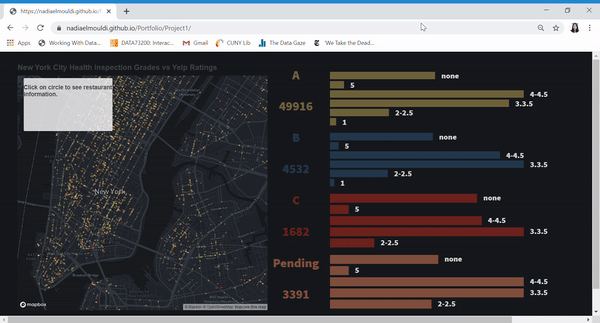 https://nadiaelmouldi.github.io/
nadiaelmouldi.github.io/Portfolio/Project1/
Apps
Working With Data...
DATA73200: Interac...
Gmail
CUNY Lib
The Data Gaze
'We Take the Dead...
New York City Health Inspection Grades vs Yelp Ratings
Click on circle to see restaurant
information.
New York
mapbox
A
49916
none
5
4-4.5
3.3.5
2-2.5
1
B
4532
none
5
4-4.5
3.3.5
2-2.5
1
C
1682
none
5
4-4.5
3.3.5
2-2.5
Pending
3391
none
5
4-4.5
3.3.5
2-2.5